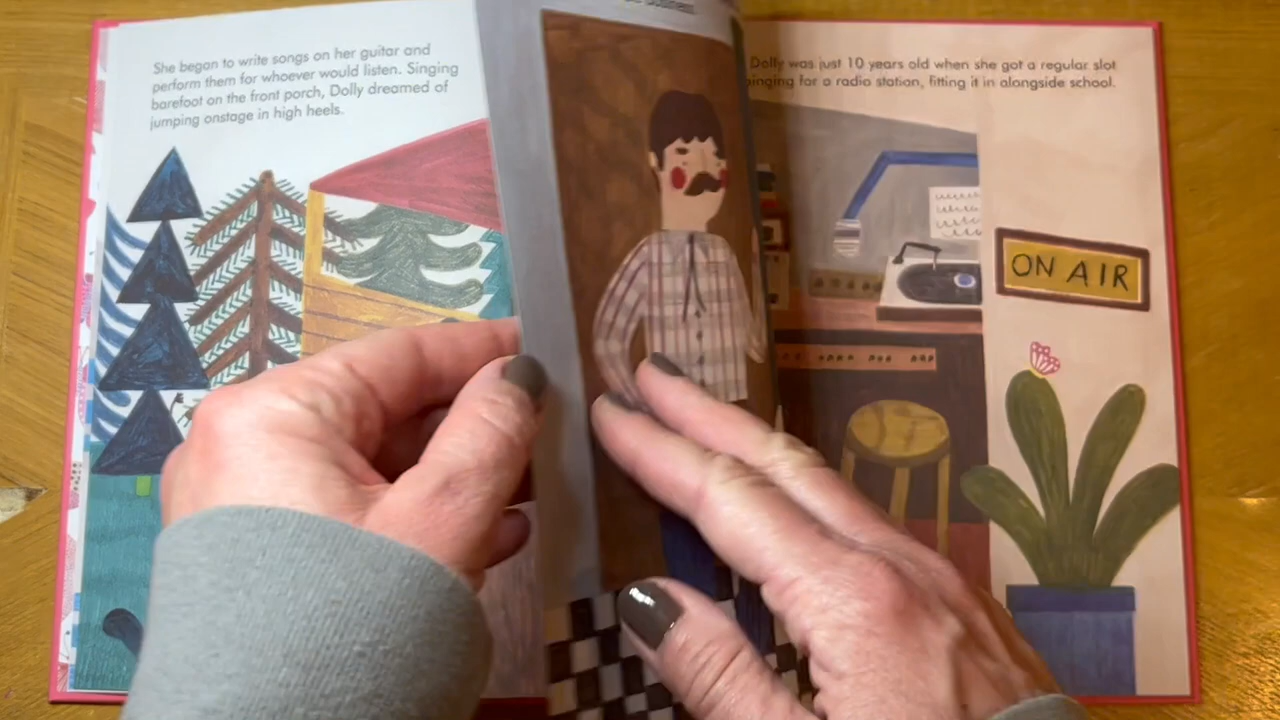 She began to write songs on her guitar and
perform them for whoever would listen. Singing
barefoot on the front porch, Dolly dreamed of
jumping onstage in high heels.
business.
Dolly was just 10 years old when she got a regular slot
singing for a radio station, fitting it in alongside school.
ON AIR